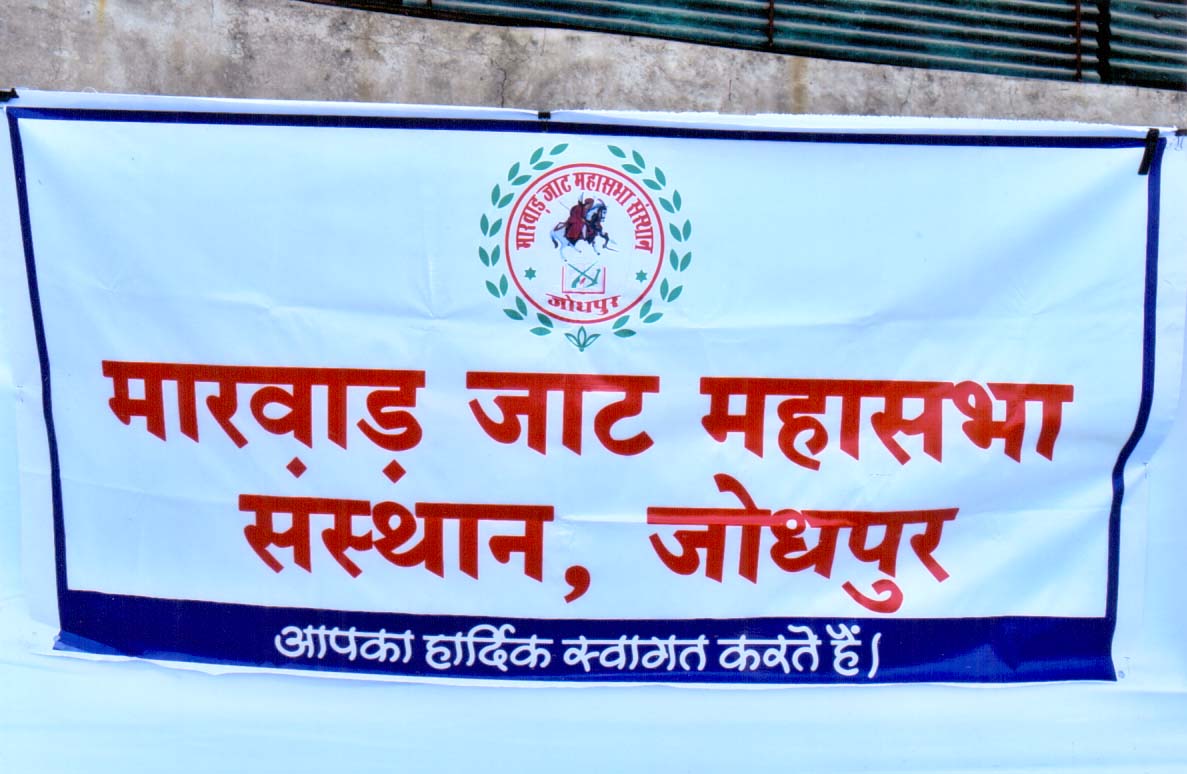 मारवाड़ जाट महासभा संस्थान
जोधपुर
मारवाड़ जाट महासभा
संस्थान, जोधपुर
आपका हार्दिक स्वागत करते हैं।